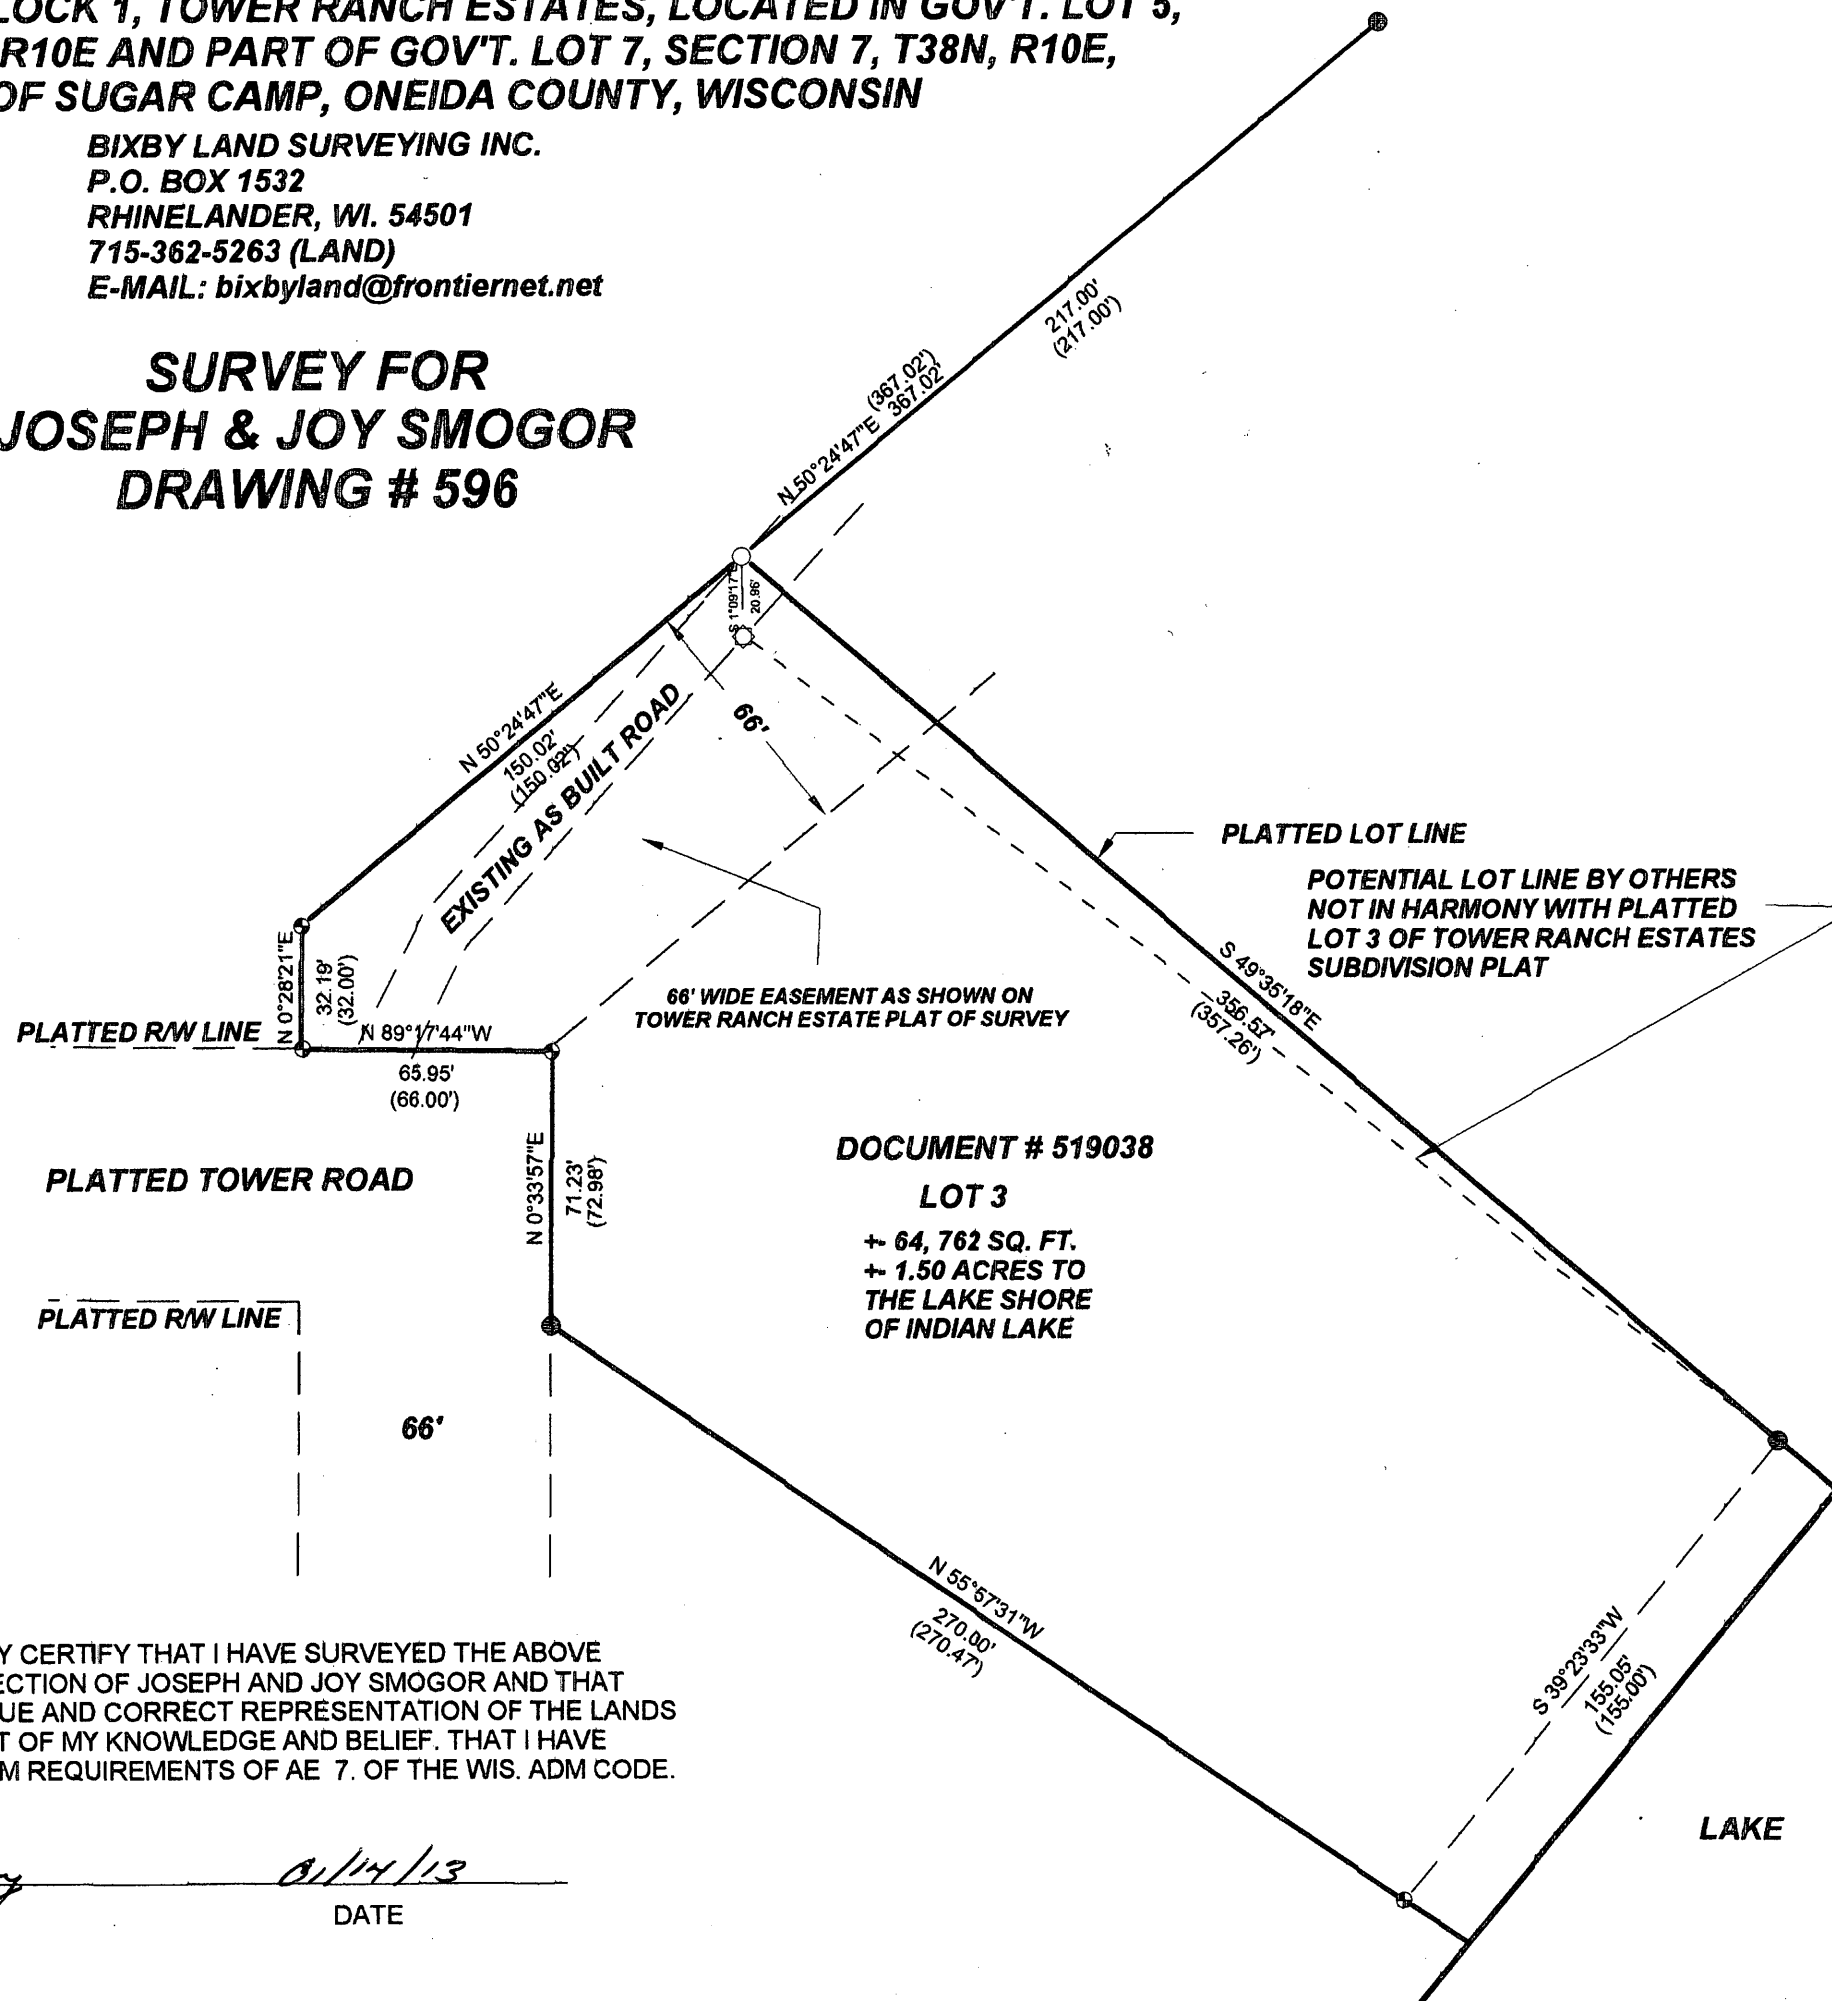 LOCK 1, TOWER RANCH ESTATES, LOCATED IN GOV'T. LOT 5,
R10E AND PART OF GOV'T. LOT 7, SECTION 7, T38N, R10E,
OF SUGAR CAMP, ONEIDA COUNTY, WISCONSIN
BIXBY LAND SURVEYING INC.
P.O. BOX 1532
RHINELANDER, WI. 54501
715-362-5263 (LAND)
E-MAIL: bixbyland@frontiernet.net
SURVEY FOR
JOSEPH & JOY SMOGOR
DRAWING # 596
217.00'
(217.00')
(367.02')
N 50°24'47"E 367.02'
S 1°09'17"E
20.96'
N 50°24'47"E
150.02'
(150.02')
EXISTING AS BUILT ROAD
66'
PLATTED LOT LINE
POTENTIAL LOT LINE BY OTHERS
NOT IN HARMONY WITH PLATTED
LOT 3 OF TOWER RANCH ESTATES
SUBDIVISION PLAT
S 49°35'18"E
356.57'
(357.26')
66' WIDE EASEMENT AS SHOWN ON
TOWER RANCH ESTATE PLAT OF SURVEY
N 0°28'21"E
32.19'
(32.00')
PLATTED R/W LINE
N 89°17'44"W
65.95'
(66.00')
PLATTED TOWER ROAD
N 0°33'57"E
71.23'
(72.98')
DOCUMENT # 519038
LOT 3
+- 64, 762 SQ. FT.
+- 1.50 ACRES TO
THE LAKE SHORE
OF INDIAN LAKE
PLATTED R/W LINE
66'
N 55°57'31"W
270.00'
(270.47')
S 39°23'33"W
155.05'
(155.00')
LAKE
Y CERTIFY THAT I HAVE SURVEYED THE ABOVE
ECTION OF JOSEPH AND JOY SMOGOR AND THAT
UE AND CORRECT REPRESENTATION OF THE LANDS
T OF MY KNOWLEDGE AND BELIEF. THAT I HAVE
M REQUIREMENTS OF AE 7. OF THE WIS. ADM CODE.
01/14/13
DATE